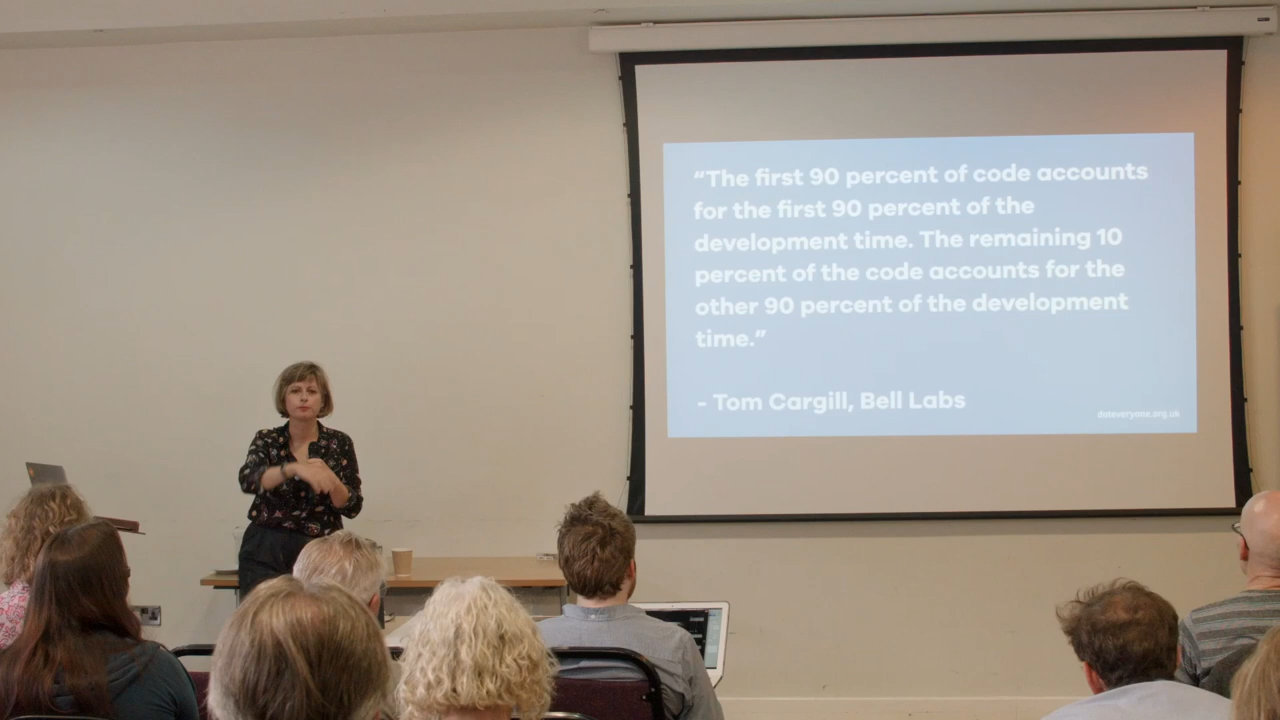 “The first 90 percent of code accounts
for the first 90 percent of the
development time. The remaining 10
percent of the code accounts for the
other 90 percent of the development
time.”
- Tom Cargill, Bell Labs
doteveryone.org.uk